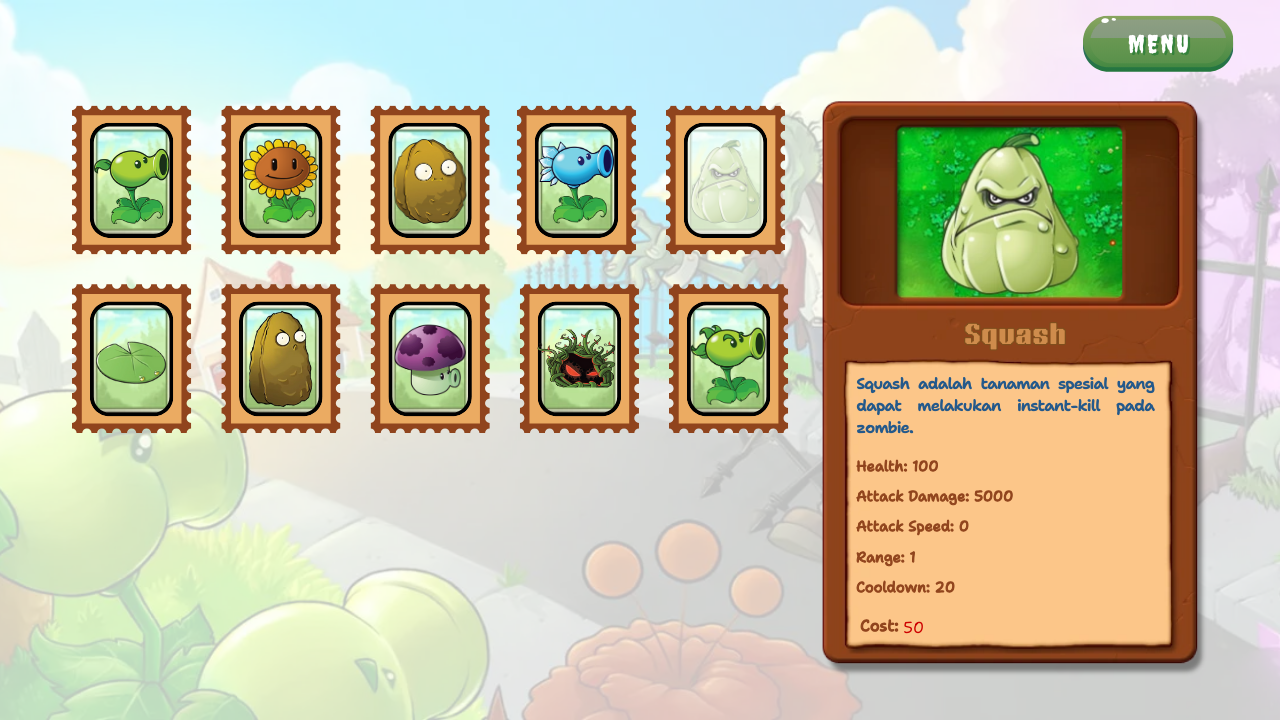 MENU
Squash
Squash adalah tanaman spesial yang
dapat melakukan instant-kill pada
zombie.
Health: 100
Attack Damage: 5000
Attack Speed: 0
Range: 1
Cooldown: 20
Cost: 50